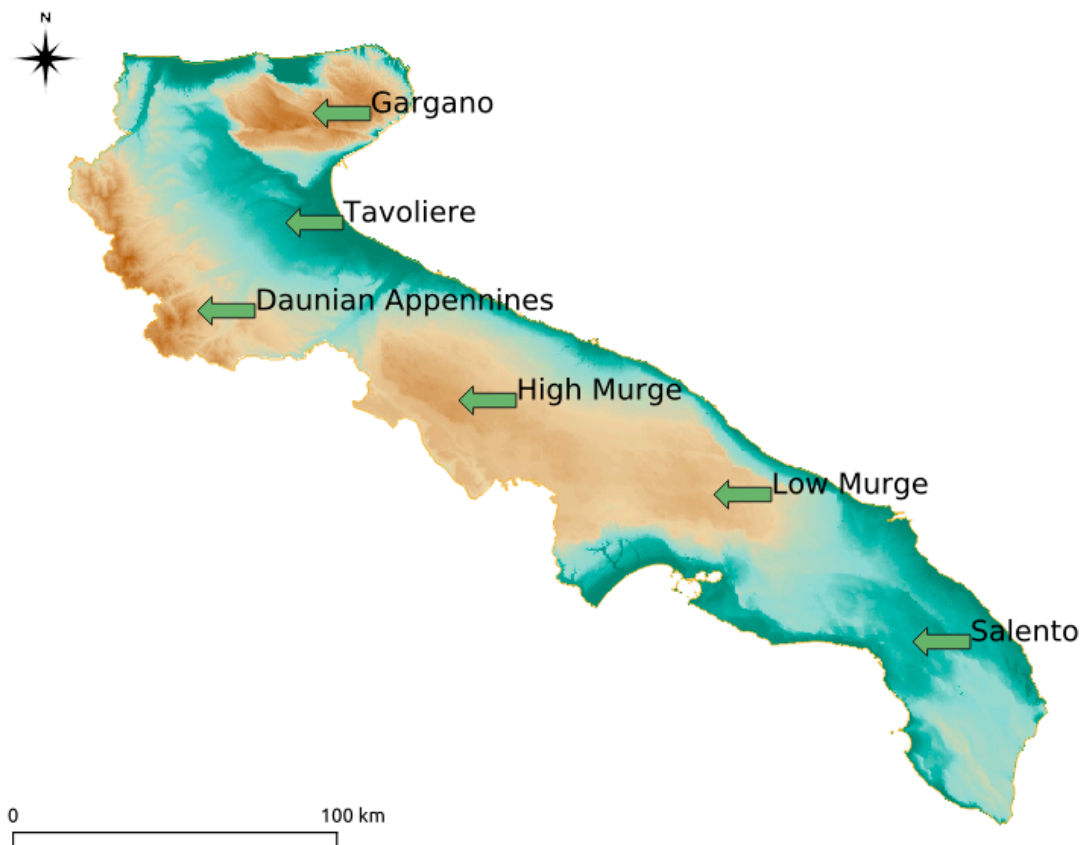 N
Gargano
Tavoliere
Daunian Appennines
High Murge
Low Murge
Salento
0 100 km